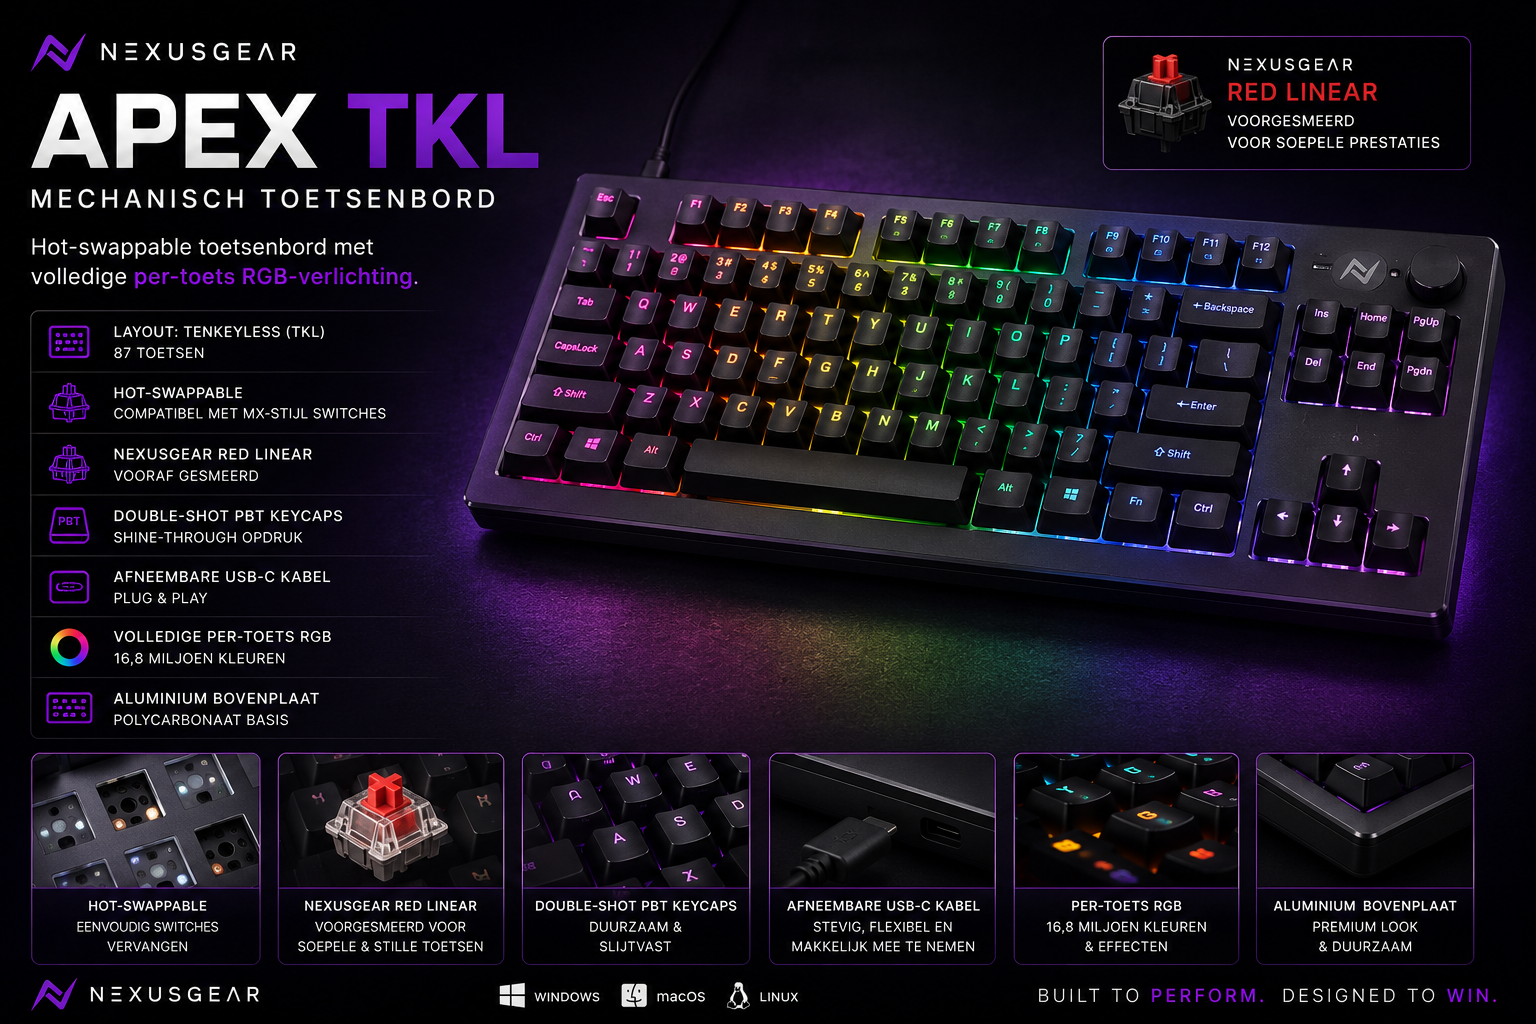 NEXUSGEAR
APEX TKL
MECHANISCH TOETSENBORD
Hot-swappable toetsenbord met
volledige per-toets RGB-verlichting.
LAYOUT: TENKEYLESS (TKL)
87 TOETSEN
HOT-SWAPPABLE
COMPATIBEL MET MX-STIJL SWITCHES
NEXUSGEAR RED LINEAR
VOORAF GESMEERD
PBT
DOUBLE-SHOT PBT KEYCAPS
SHINE-THROUGH OPDRUK
AFNEEMBARE USB-C KABEL
PLUG & PLAY
VOLLEDIGE PER-TOETS RGB
16,8 MILJOEN KLEUREN
ALUMINIUM BOVENPLAAT
POLYCARBONAAT BASIS
NEXUSGEAR
RED LINEAR
VOORGESMEERD
VOOR SOEPELE PRESTATIES
Esc F1 F2 F3 F4 F5 F6 F7 F8 F9 F10 F11 F12
Backspace
Tab Q W E R T Y U I O P
CapsLock A S D F G H J K L
Enter
Shift Z X C V B N M
Shift
Ctrl Alt Alt Fn Ctrl
Ins Home PgUp
Del End Pgdn
W E
A S D
X
HOT-SWAPPABLE
EENVOUDIG SWITCHES
VERVANGEN
NEXUSGEAR RED LINEAR
VOORGESMEERD VOOR
SOEPELE & STILLE TOETSEN
DOUBLE-SHOT PBT KEYCAPS
DUURZAAM &
SLIJTVAST
AFNEEMBARE USB-C KABEL
STEVIG, FLEXIBEL EN
MAKKELIJK MEE TE NEMEN
PER-TOETS RGB
16,8 MILJOEN KLEUREN
& EFFECTEN
ALUMINIUM BOVENPLAAT
PREMIUM LOOK
& DUURZAAM
NEXUSGEAR
WINDOWS
macOS
LINUX
BUILT TO PERFORM. DESIGNED TO WIN.